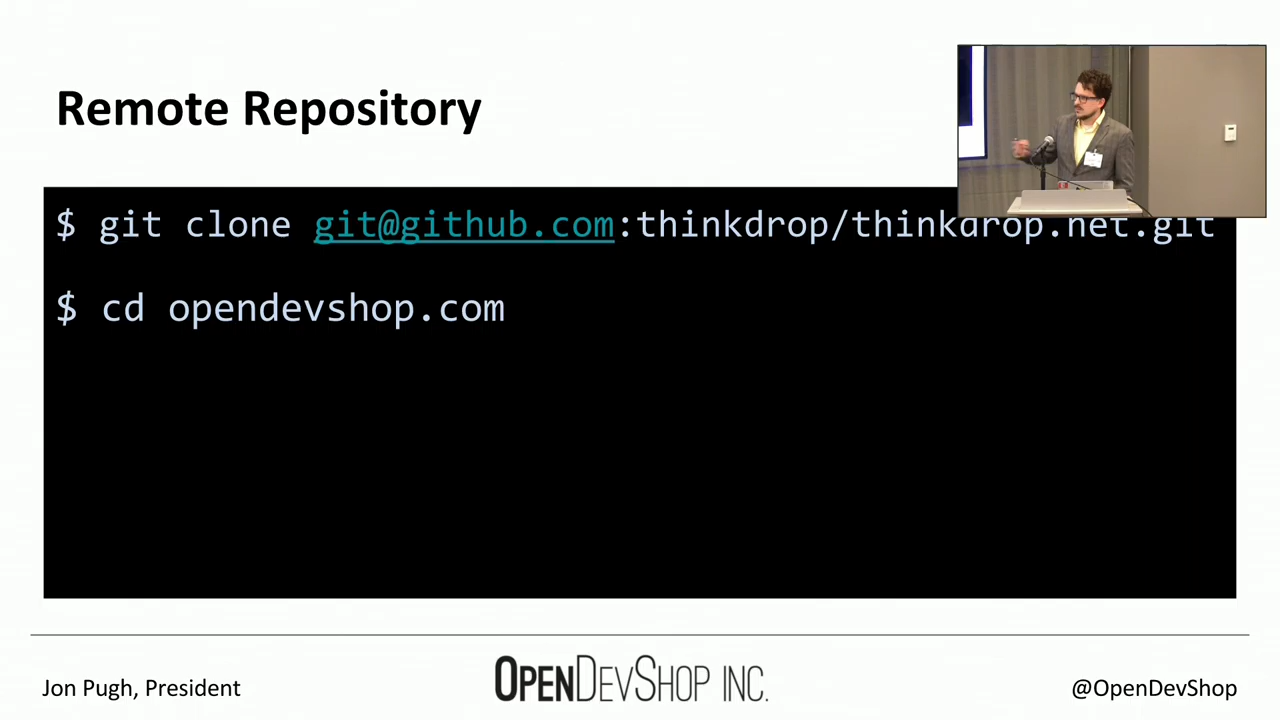 Remote Repository
$ git clone git@github.com:thinkdrop/thinkdrop.net.git
$ cd opendevshop.com
Jon Pugh, President
OPENDEVSHOP INC.
@OpenDevShop